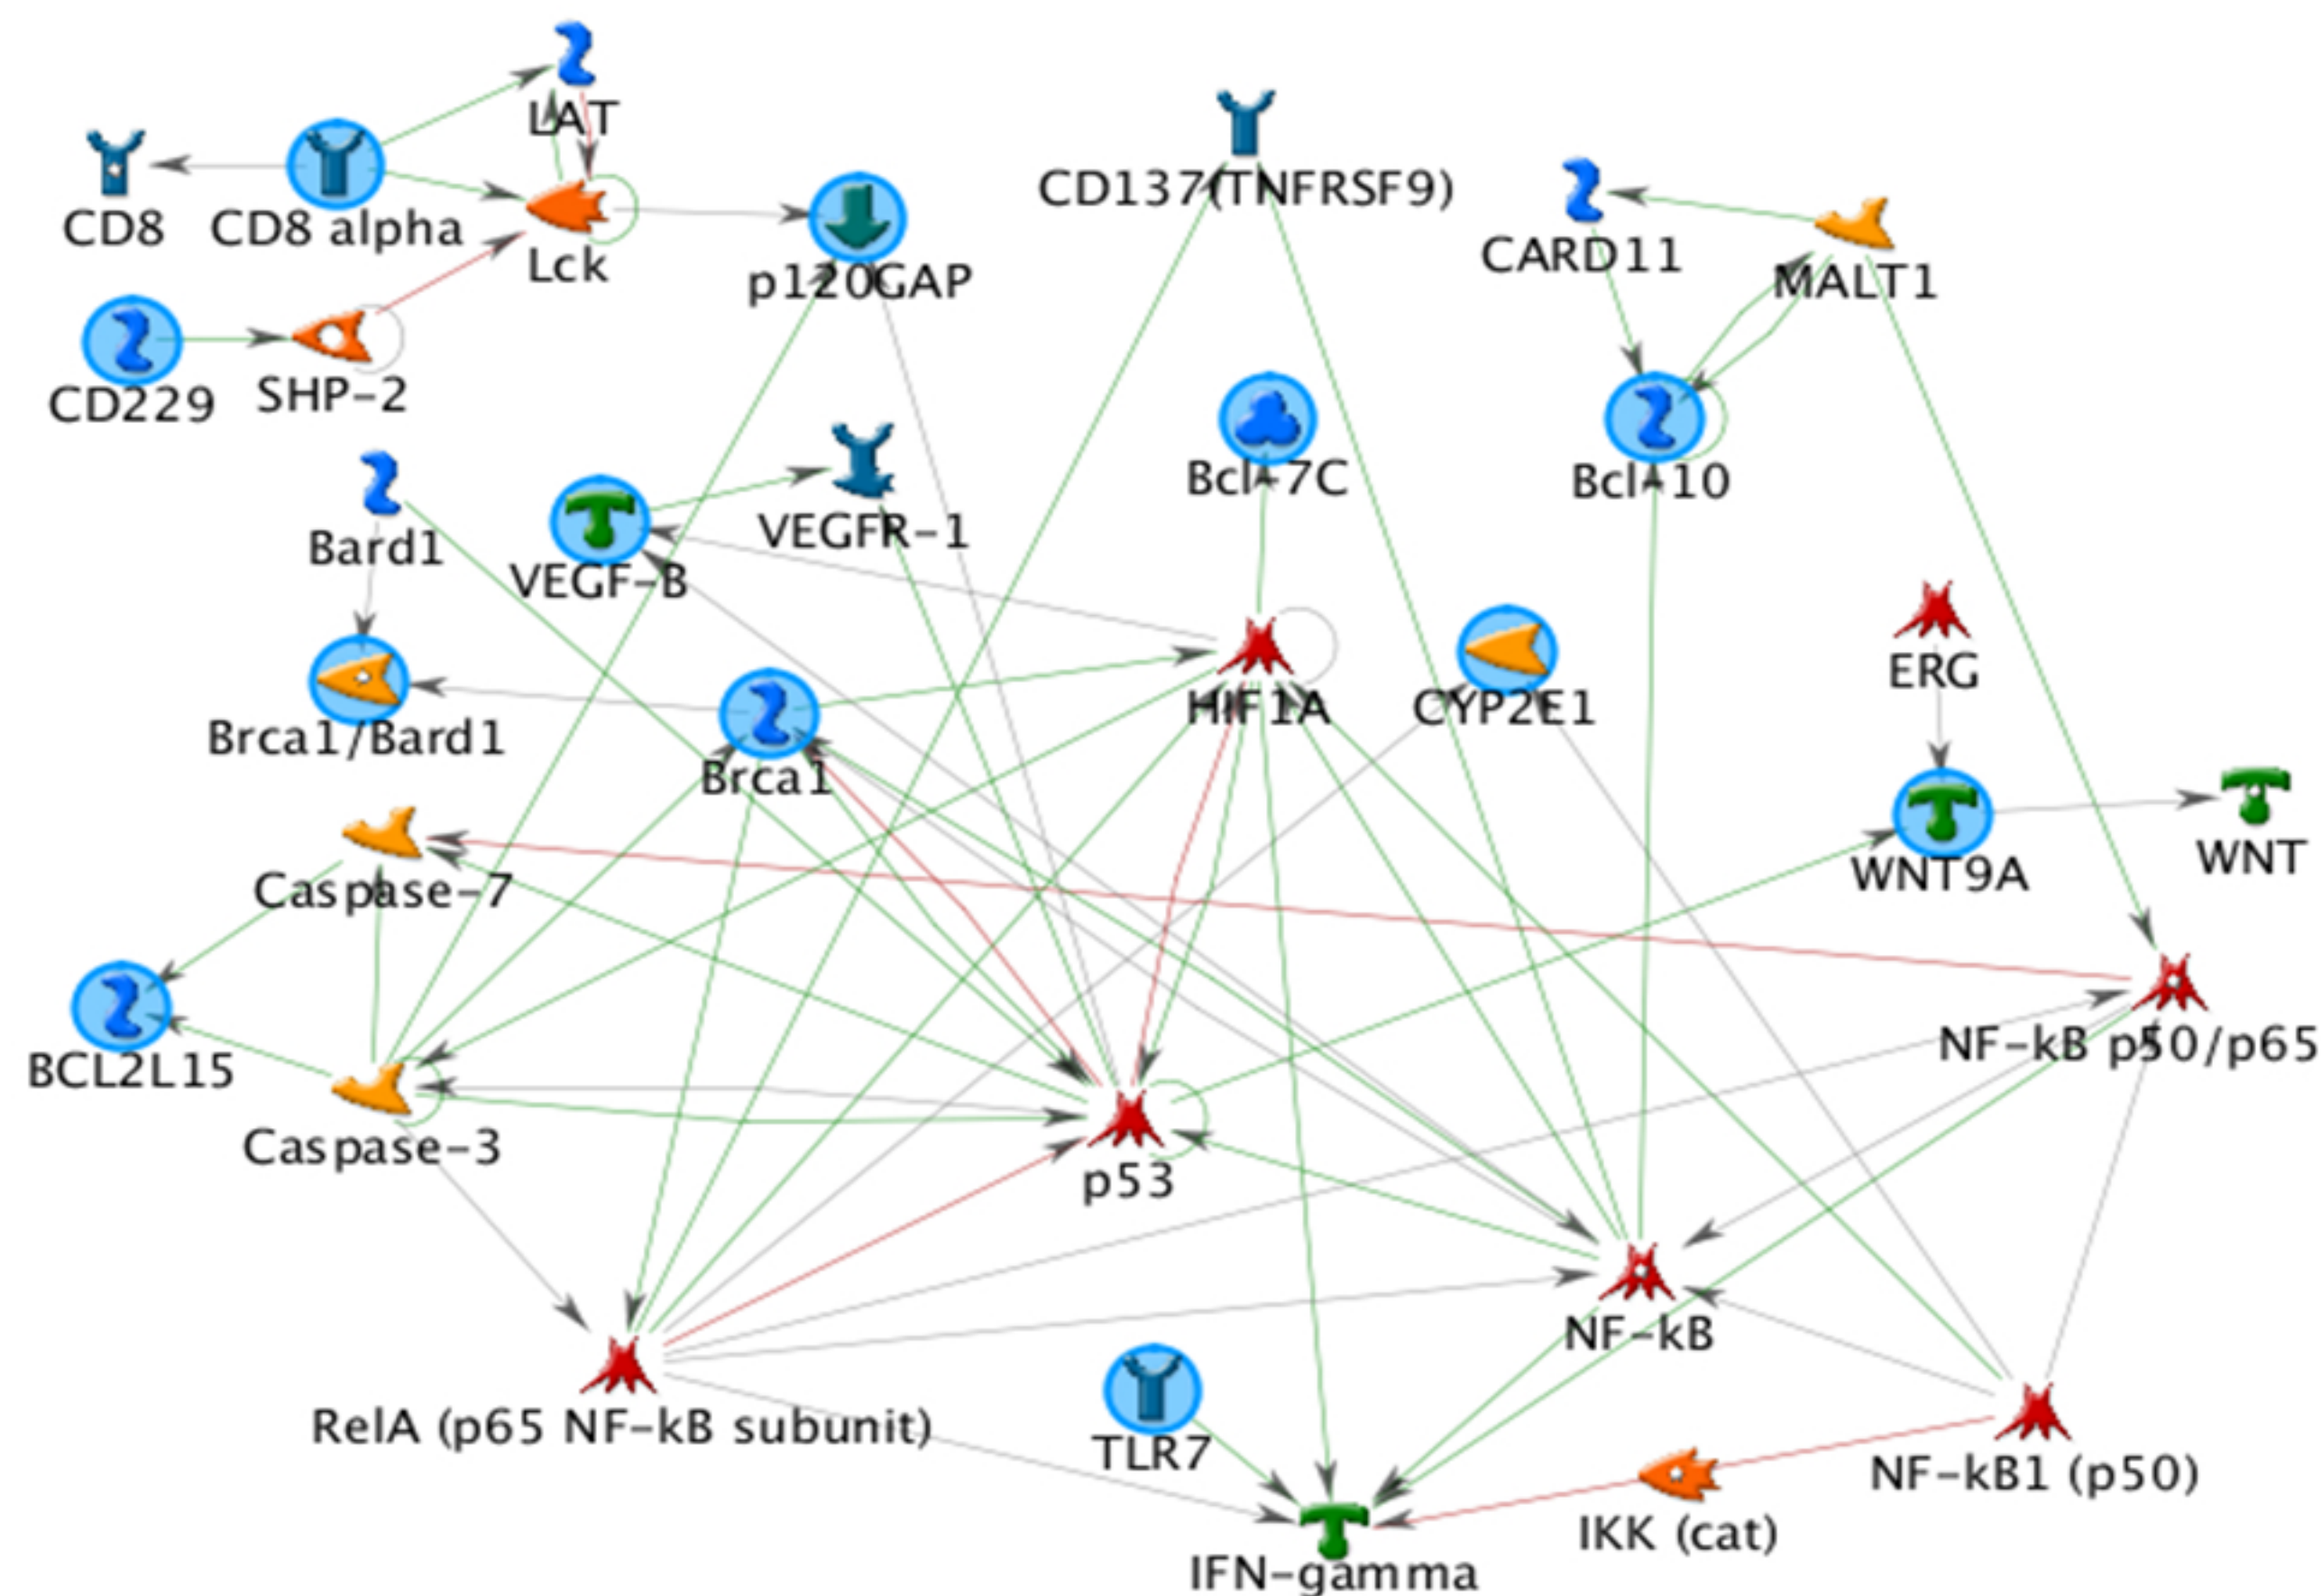 LAT
CD137(TNFRSF9)
CD8
CD8 alpha
Lck
p120GAP
CARD11
MALT1
CD229
SHP-2
Bcl-7C
Bcl-10
Bard1
VEGF-B
VEGFR-1
Brca1/Bard1
Brca1
HIF1A
CYP2E1
ERG
Caspase-7
WNT9A
WNT
BCL2L15
NF-kB p50/p65
Caspase-3
p53
NF-kB
RelA (p65 NF-kB subunit)
TLR7
NF-kB1 (p50)
IKK (cat)
IFN-gamma